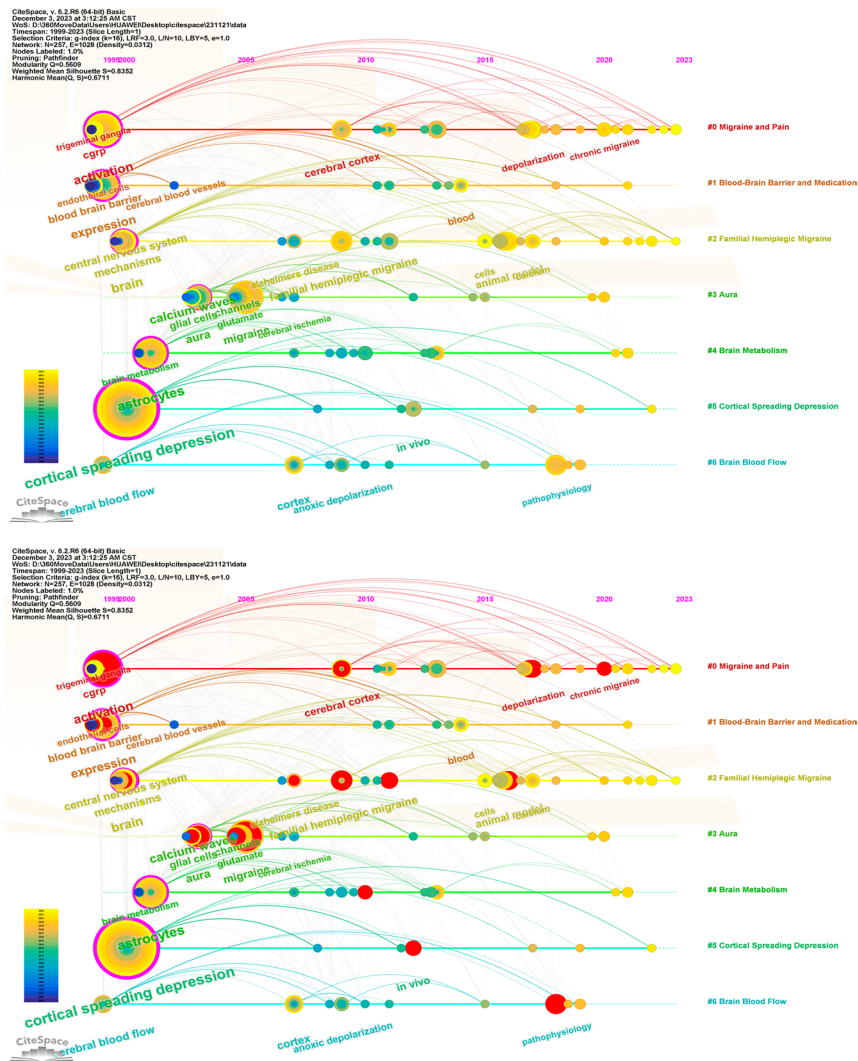 CiteSpace, v. 6.2.R6 (64-bit) Basic
December 3, 2023 at 3:12:25 AM CST
WoS: D:\360MoveData\Users\HUAWEI\Desktop\citespace\231121\data
Timespan: 1999-2023 (Slice Length=1)
Selection Criteria: g-index (k=16), LRF=3.0, L/N=10, LBY=5, e=1.0
Network: N=257, E=1028 (Density=0.0312)
Nodes Labeled: 1.0%
Pruning: Pathfinder
Modularity Q=0.5609
Weighted Mean Silhouette S=0.8352
Harmonic Mean(Q, S)=0.6711
1999 2000 2005 2010 2015 2020 2023
#0 Migraine and Pain
trigeminal ganglia
cgrp
cerebral cortex
depolarization
chronic migraine
activation
#1 Blood-Brain Barrier and Medication
endothelial cells
cerebral blood vessels
blood brain barrier
blood
expression
#2 Familial Hemiplegic Migraine
central nervous system
mechanisms
brain
alzheimers disease
familial hemiplegic migraine
cells
animal model
calcium
#3 Aura
calcium waves
channels
glial cells
glutamate
aura
migraine
cerebral ischemia
#4 Brain Metabolism
brain metabolism
astrocytes
#5 Cortical Spreading Depression
cortical spreading depression
in vivo
#6 Brain Blood Flow
CiteSpace
cerebral blood flow
cortex
anoxic depolarization
pathophysiology
CiteSpace, v. 6.2.R6 (64-bit) Basic
December 3, 2023 at 3:12:25 AM CST
WoS: D:\360MoveData\Users\HUAWEI\Desktop\citespace\231121\data
Timespan: 1999-2023 (Slice Length=1)
Selection Criteria: g-index (k=16), LRF=3.0, L/N=10, LBY=5, e=1.0
Network: N=257, E=1028 (Density=0.0312)
Nodes Labeled: 1.0%
Pruning: Pathfinder
Modularity Q=0.5609
Weighted Mean Silhouette S=0.8352
Harmonic Mean(Q, S)=0.6711
1999 2000 2005 2010 2015 2020 2023
#0 Migraine and Pain
trigeminal ganglia
cgrp
cerebral cortex
depolarization
chronic migraine
activation
#1 Blood-Brain Barrier and Medication
endothelial cells
cerebral blood vessels
blood brain barrier
blood
expression
#2 Familial Hemiplegic Migraine
central nervous system
mechanisms
brain
alzheimers disease
familial hemiplegic migraine
cells
animal model
calcium
#3 Aura
calcium waves
channels
glial cells
glutamate
aura
migraine
cerebral ischemia
#4 Brain Metabolism
brain metabolism
astrocytes
#5 Cortical Spreading Depression
cortical spreading depression
in vivo
#6 Brain Blood Flow
CiteSpace
cerebral blood flow
cortex
anoxic depolarization
pathophysiology